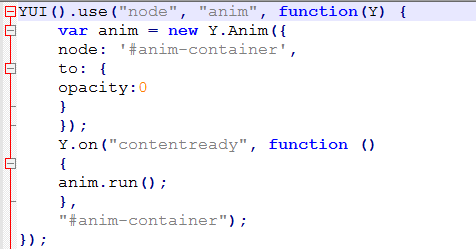 YUI().use("node", "anim", function(Y) {
var anim = new Y.Anim({
node: '#anim-container',
to: {
opacity:0
}
});
Y.on("contentready", function ()
{
anim.run();
},
"#anim-container");
});